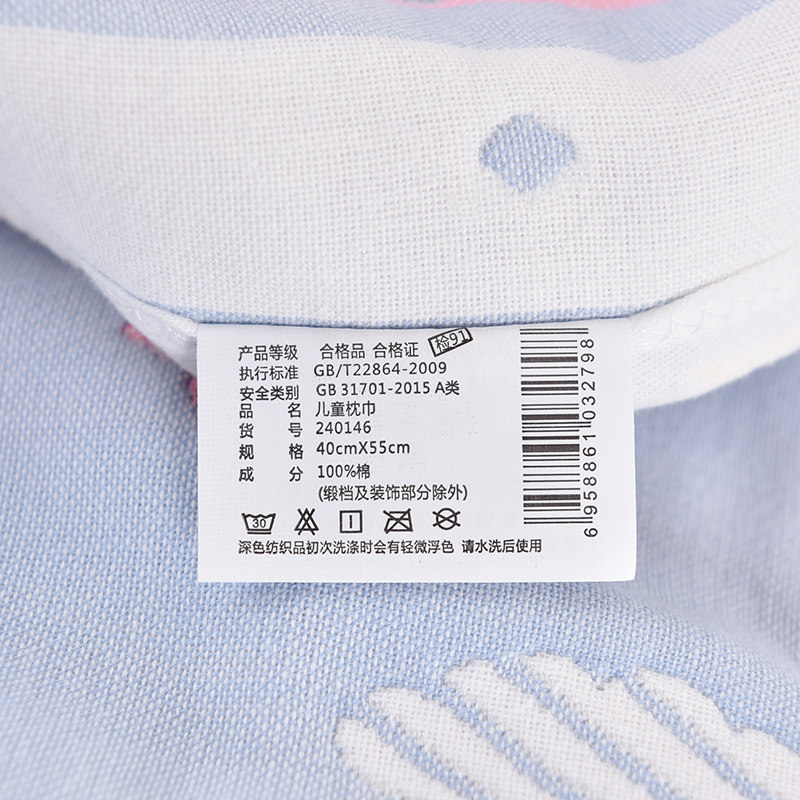 产品等级 合格品 合格证 检91
执行标准 GB/T22864-2009
安全类别 GB 31701-2015 A类
品 名 儿童枕巾
货 号 240146
规 格 40cmX55cm
成 分 100%棉
(缎档及装饰部分除外)
30
深色纺织品初次洗涤时会有轻微浮色 请水洗后使用
6 958861 032798